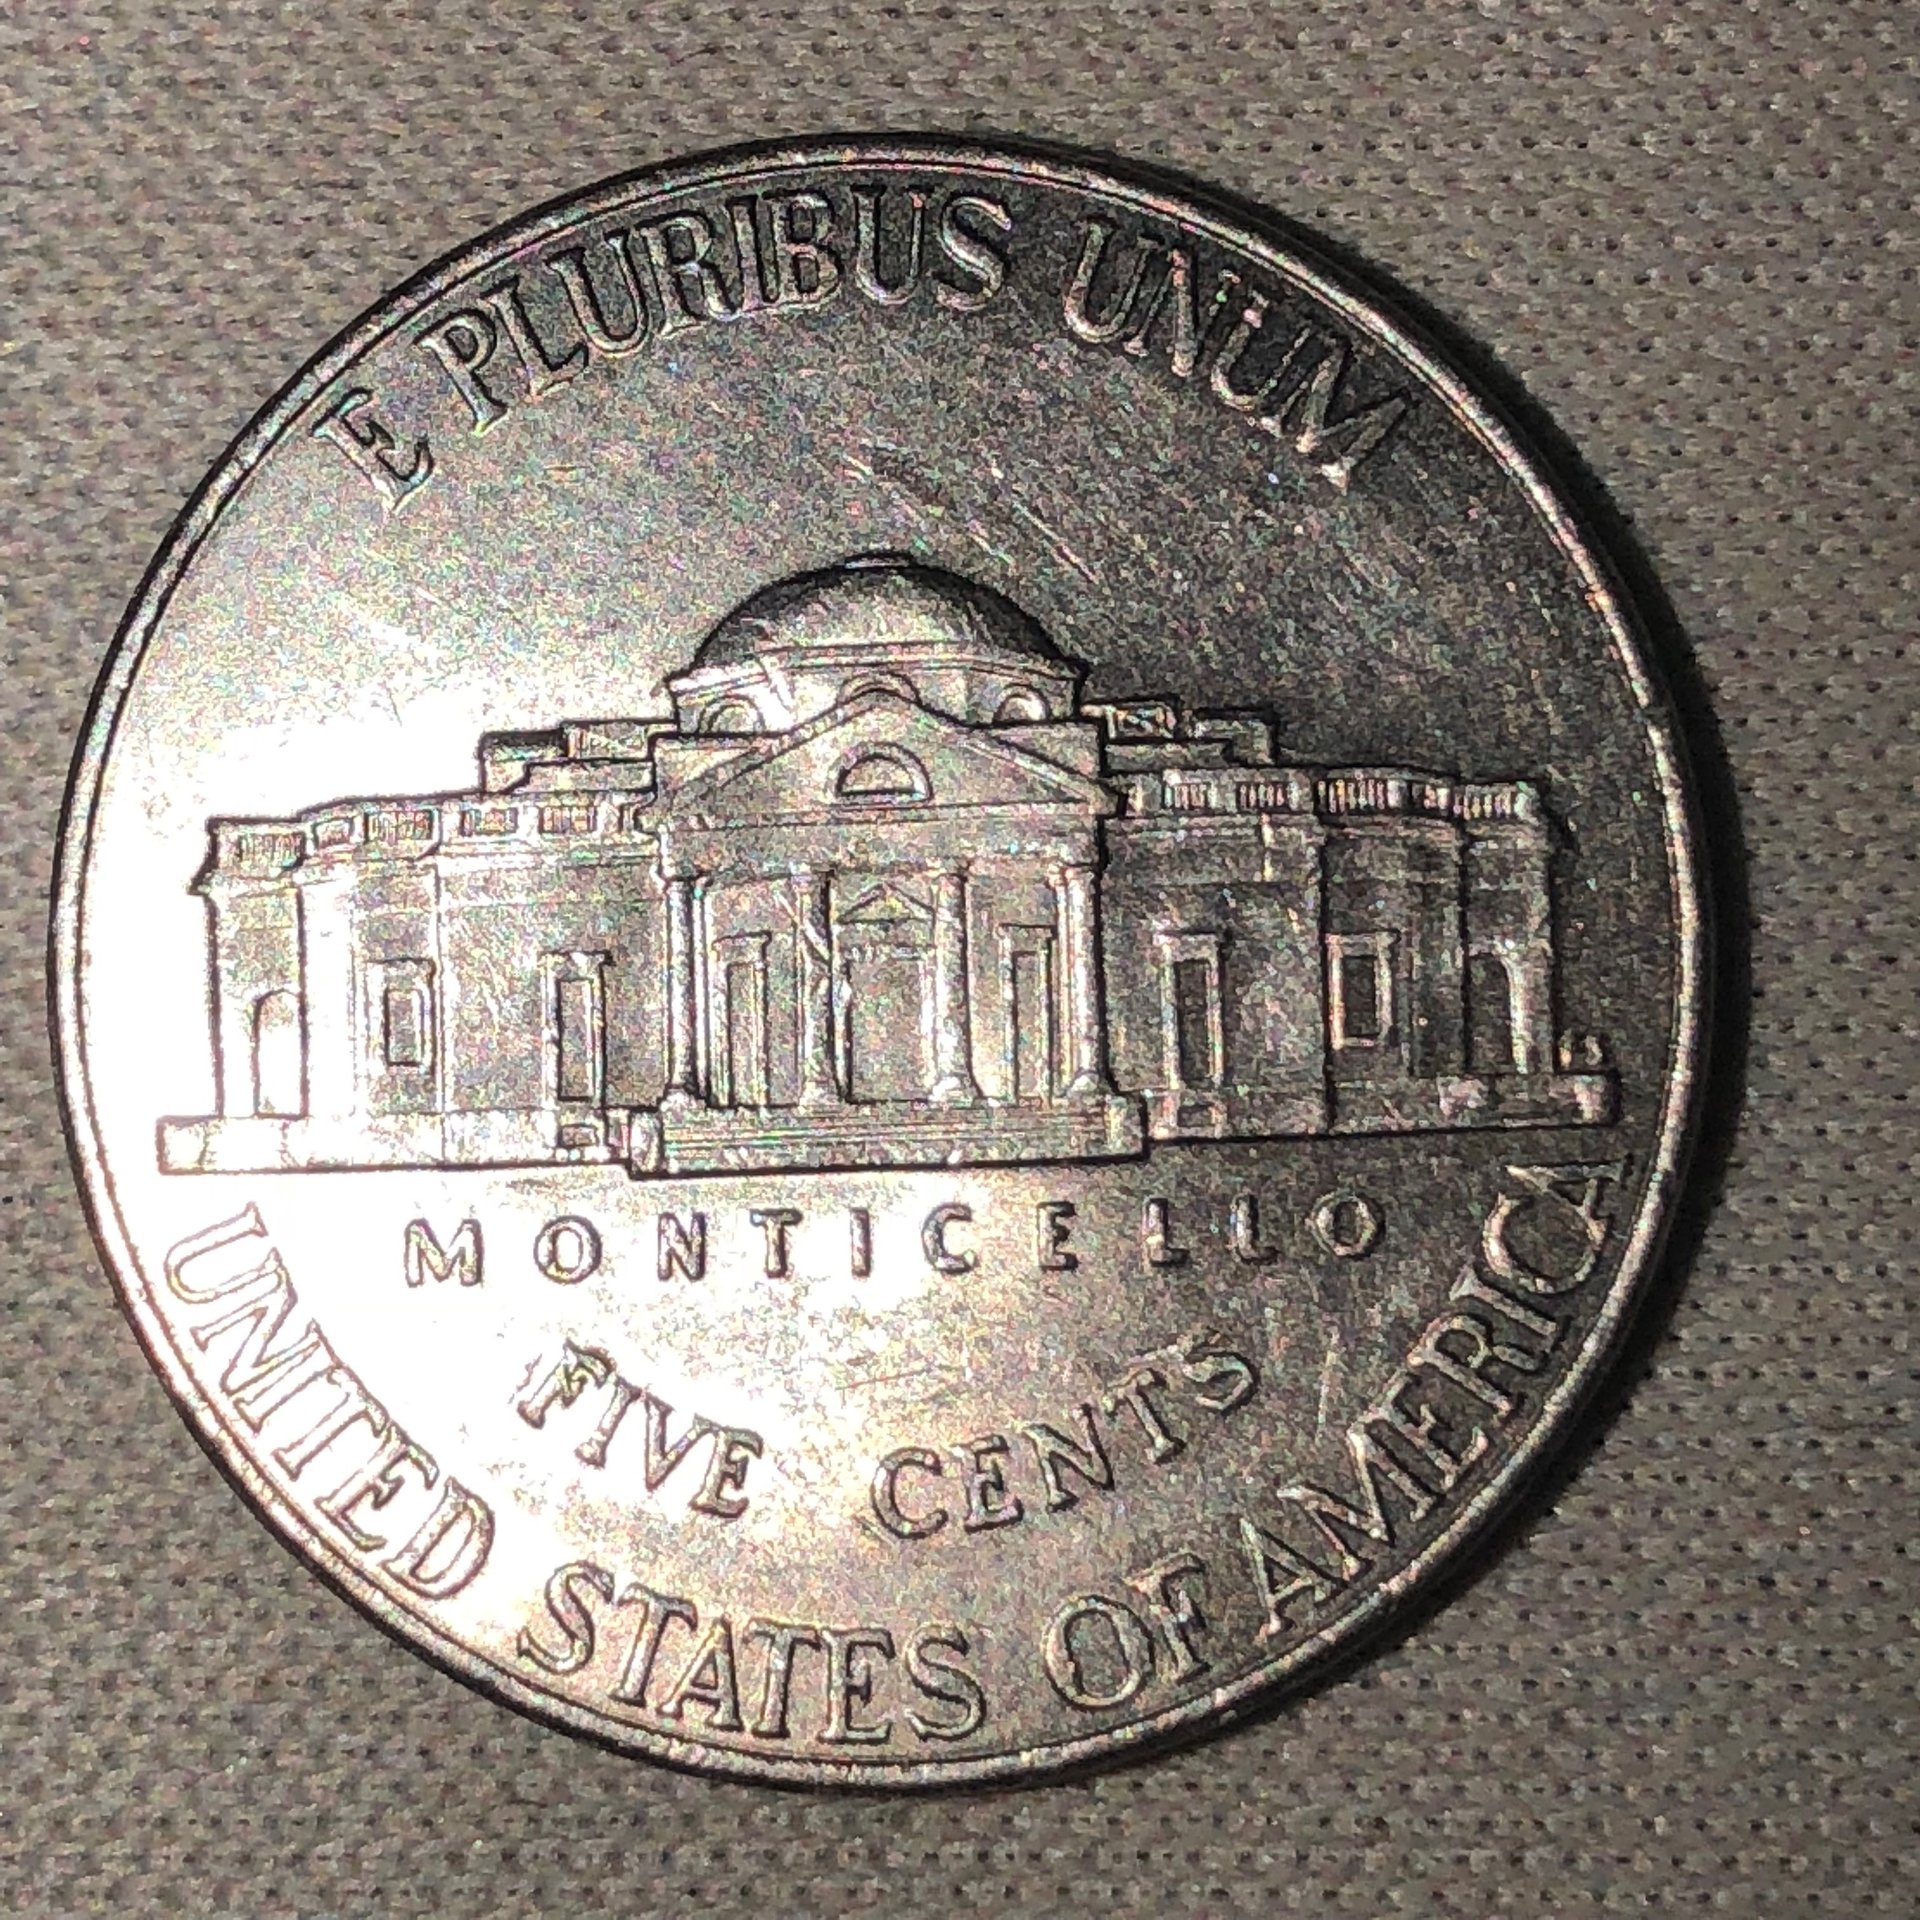 E PLURIBUS UNUM
MONTICELLO
FIVE CENTS
UNITED STATES OF AMERICA